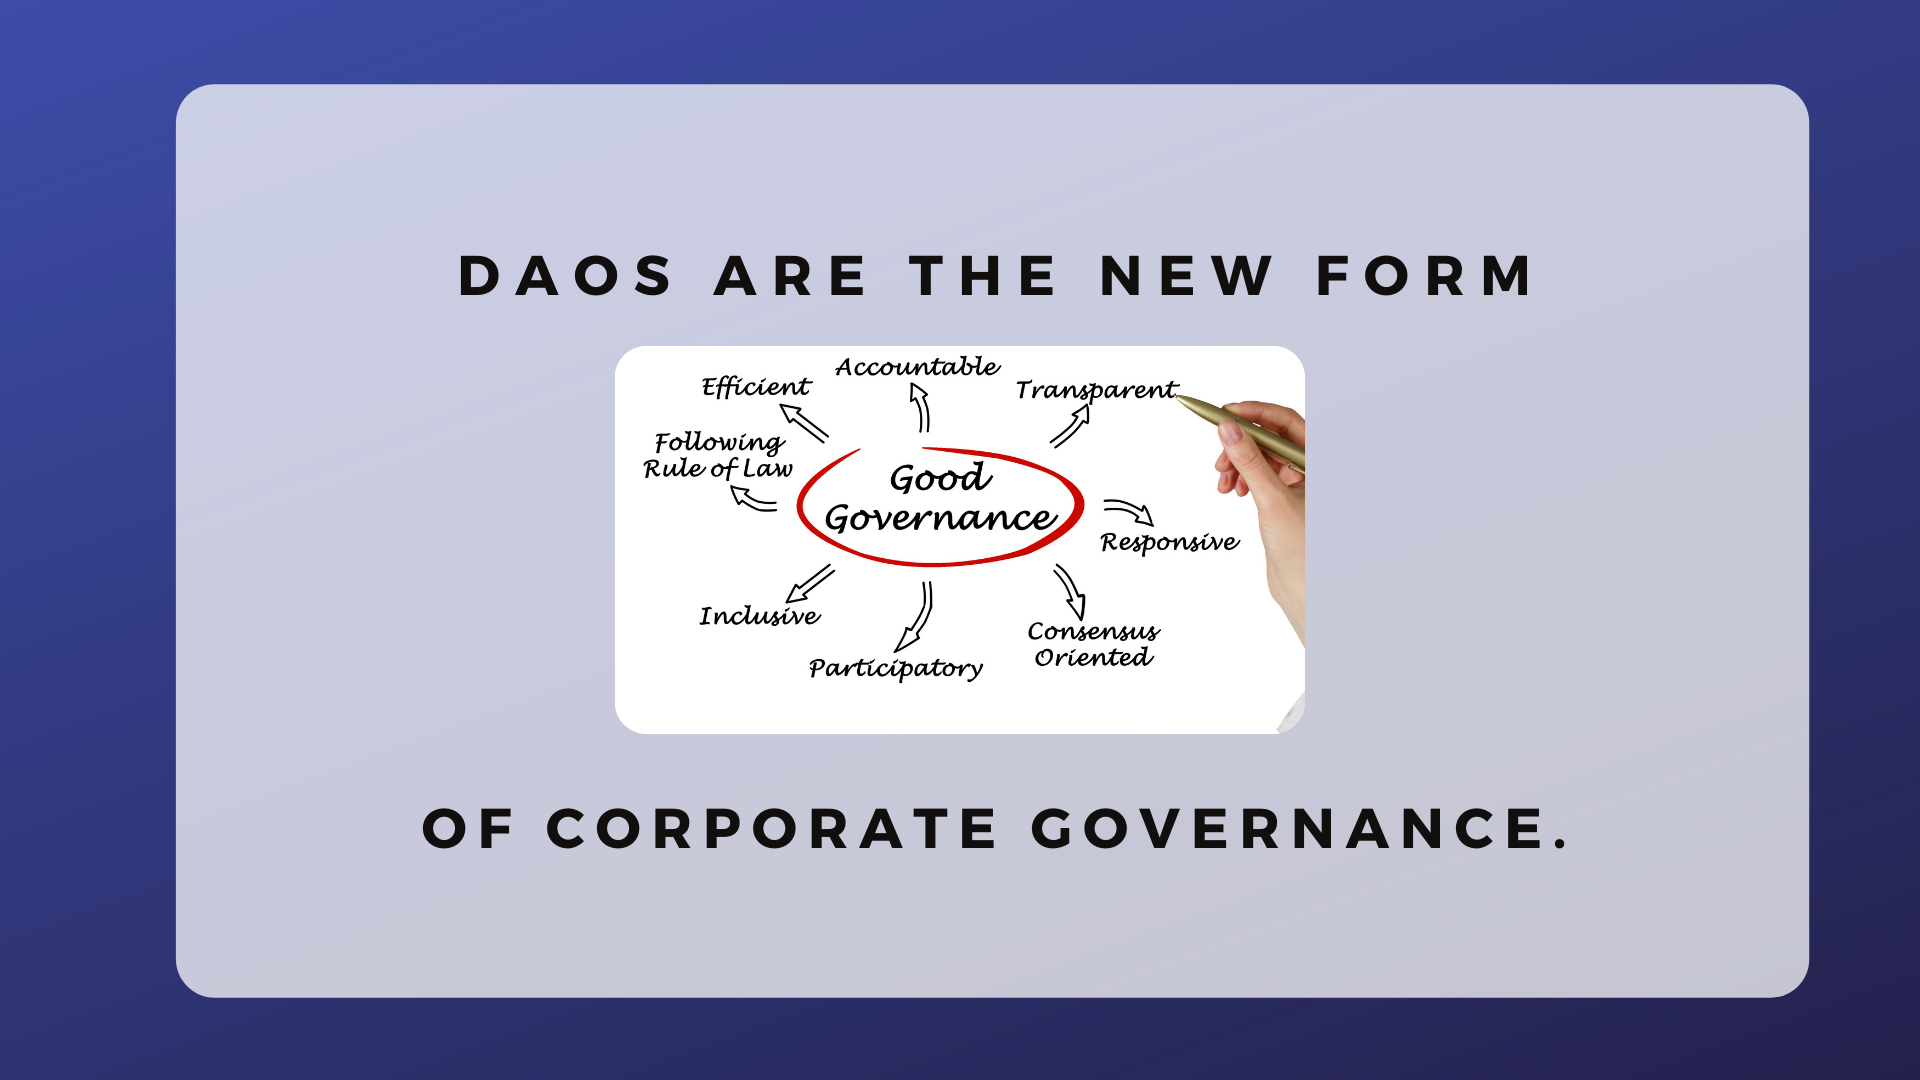 DAOS ARE THE NEW FORM
Accountable
Efficient
Transparent
Following
Rule of Law
Good
Governance
Responsive
Inclusive
Consensus
Oriented
Participatory
OF CORPORATE GOVERNANCE.